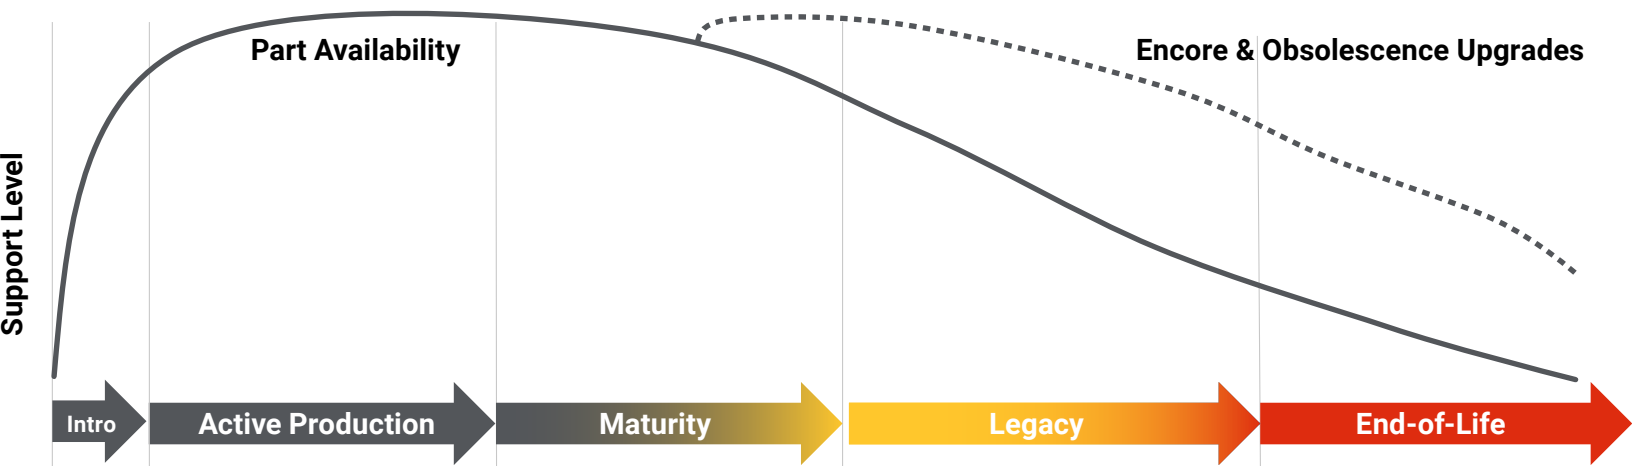 Part Availability
Encore & Obsolescence Upgrades
Support Level
Intro
Active Production
Maturity
Legacy
End-of-Life